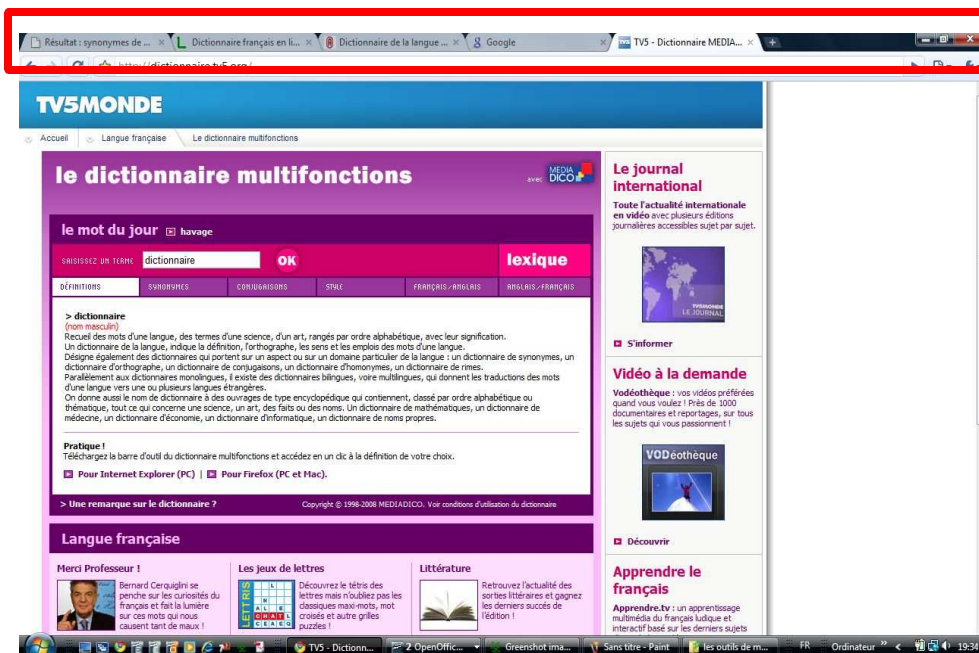 Résultat : synonymes de ... Dictionnaire français en li... Dictionnaire de la langue ... Google TV5 - Dictionnaire MEDIA...
http://dictionnaire.tv5.org/
TV5MONDE
Accueil Langue française Le dictionnaire multifonctions
le dictionnaire multifonctions
avec MEDIA DICO
le mot du jour havage
SAISISSEZ UN TERME dictionnaire OK lexique
DÉFINITIONS SYNONYMES CONJUGAISONS STYLE FRANÇAIS/ANGLAIS ANGLAIS/FRANÇAIS
> dictionnaire
(nom masculin)
Recueil des mots d'une langue, des termes d'une science, d'un art, rangés par ordre alphabétique, avec leur signification.
Un dictionnaire de la langue, indique la définition, l'orthographe, les sens et les emplois des mots d'une langue.
Désigne également des dictionnaires qui portent sur un aspect ou sur un domaine particulier de la langue : un dictionnaire de synonymes, un
dictionnaire d'orthographe, un dictionnaire de conjugaisons, un dictionnaire d'homonymes, un dictionnaire de rimes.
Parallèlement aux dictionnaires monolingues, il existe des dictionnaires bilingues, voire multilingues, qui donnent les traductions des mots
d'une langue vers une ou plusieurs langues étrangères.
On donne aussi le nom de dictionnaire à des ouvrages de type encyclopédique qui contiennent, classé par ordre alphabétique ou
thématique, tout ce qui concerne une science, un art, des faits ou des noms. Un dictionnaire de mathématiques, un dictionnaire de
médecine, un dictionnaire d'économie, un dictionnaire d'informatique, un dictionnaire de noms propres.
Pratique !
Téléchargez la barre d'outil du dictionnaire multifonctions et accédez en un clic à la définition de votre choix.
Pour Internet Explorer (PC) | Pour Firefox (PC et Mac).
> Une remarque sur le dictionnaire ? Copyright © 1998-2008 MEDIADICO. Voir conditions d'utilisation du dictionnaire
Langue française
Merci Professeur !
Bernard Cerquiglini se
penche sur les curiosités du
français et fait la lumière
sur ces mots qui nous
causent tant de maux !
Les jeux de lettres
LETTRIS
Découvrez le tétris des
lettres mais n'oubliez pas les
classiques maxi-mots, mot
croisés et autre grilles
puzzles !
Littérature
Retrouvez l'actualité des
sorties littéraires et gagnez
les derniers succés de
l'édition !
Le journal
international
Toute l'actualité internationale
en vidéo avec plusieurs éditions
journalières accessibles sujet par sujet.
TV5MONDE
LE JOURNAL
S'informer
Vidéo à la demande
Vodéothèque : vos vidéos préférées
quand vous voulez ! Près de 1000
documentaires et reportages, sur tous
les sujets qui vous passionnent !
VODéothèque
Découvrir
Apprendre le
français
Apprendre.tv : un apprentissage
multimédia du français ludique et
interactif basé sur les derniers sujets
TV5 - Dictionn... 2 OpenOffic... Greenshot ima... Sans titre - Paint les outils de m... FR Ordinateur 19:38